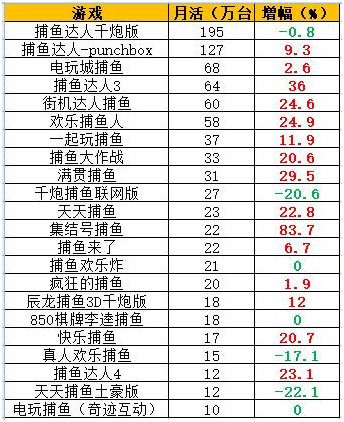 游戏 月活（万台 增幅（%）
捕鱼达人千炮版 195 -0.8
捕鱼达人-punchbox 127 9.3
电玩城捕鱼 68 2.6
捕鱼达人3 64 36
街机达人捕鱼 60 24.6
欢乐捕鱼人 58 24.9
一起玩捕鱼 37 11.9
捕鱼大作战 33 20.6
满贯捕鱼 31 29.5
千炮捕鱼联网版 27 -20.6
天天捕鱼 23 22.8
集结号捕鱼 22 83.7
捕鱼来了 22 6.7
捕鱼欢乐炸 21 0
疯狂的捕鱼 20 1.9
辰龙捕鱼3D千炮版 18 12
850棋牌李逵捕鱼 18 0
快乐捕鱼 17 20.7
真人欢乐捕鱼 15 -17.1
捕鱼达人4 12 23.1
天天捕鱼土豪版 12 -22.1
电玩捕鱼（奇迹互动） 10 0